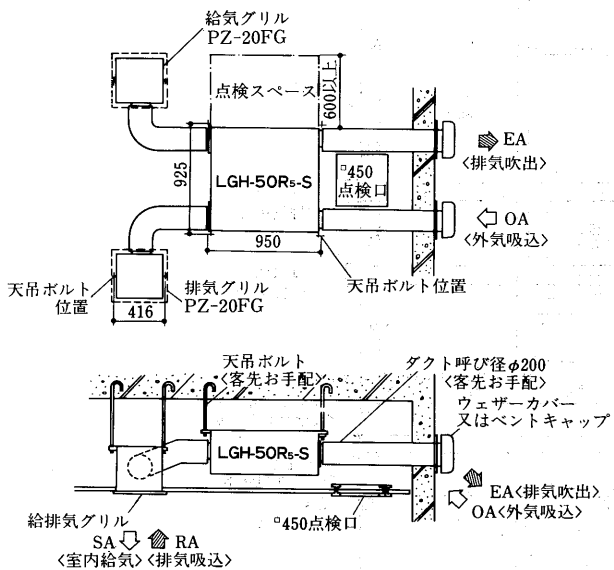 給気グリル
PZ-20FG
点検スペース
600以上
EA
<排気吹出>
925
LGH-50R5-S
□450
点検口
OA
<外気吸込>
950
天吊ボルト
位置
416
排気グリル
PZ-20FG
天吊ボルト位置
天吊ボルト
<客先お手配>
ダクト呼び径φ200
<客先お手配>
ウェザーカバー
又はベントキャップ
LGH-50R5-S
EA<排気吹出>
OA<外気吸込>
給排気グリル
□450点検口
SA RA
<室内給気> <排気吸込>